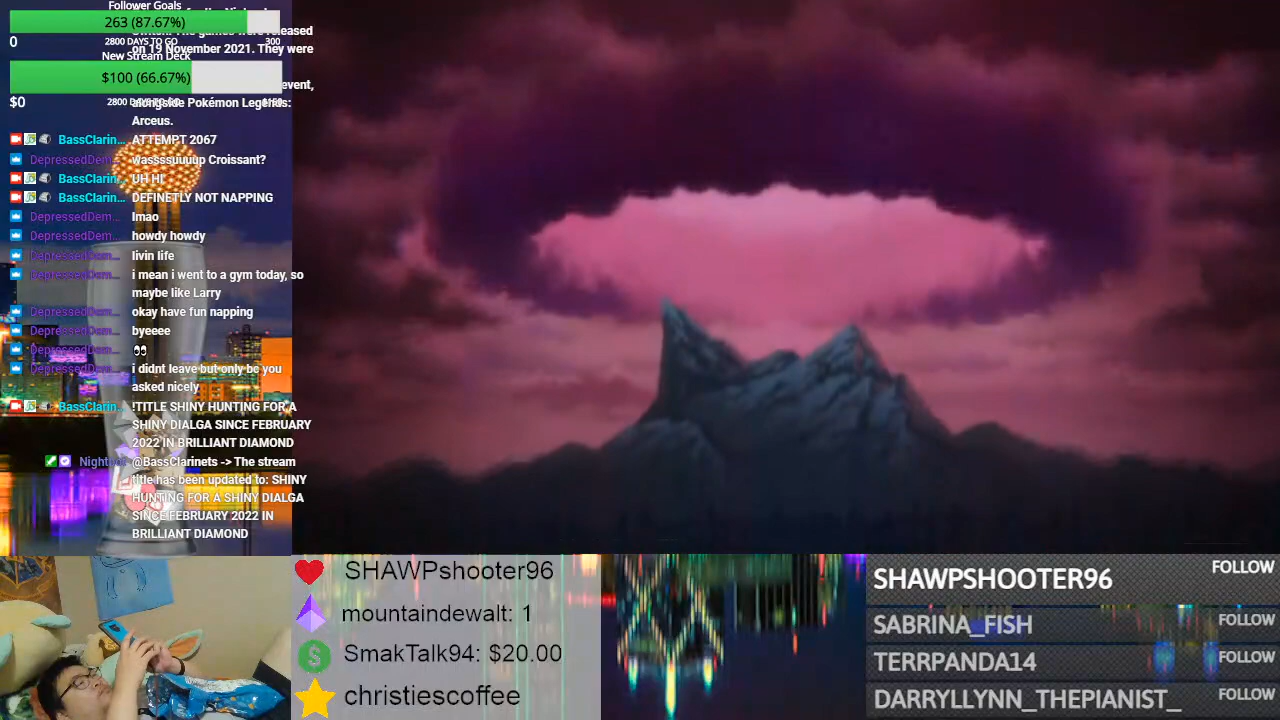 Follower Goals
263 (87.67%)
0 2800 DAYS TO GO 300
released
on 19 November 2021. They were
New Stream Deck
event,
$100 (66.67%)
$0 2800 DAYS TO GO
alongside Pokémon Legends:
Arceus.
BassClarin... ATTEMPT 2067
DepressedDem... wasssuuuup Croissant?
BassClarin... UH HI
BassClarin... DEFINETLY NOT NAPPING
DepressedDem... lmao
DepressedDem... howdy howdy
DepressedDem... livin life
DepressedDem... i mean i went to a gym today, so
maybe like Larry
DepressedDem... okay have fun napping
DepressedDem... byeeee
DepressedDem... 👀
DepressedDem... i didnt leave but only bc you
asked nicely
BassClarin... !TITLE SHINY HUNTING FOR A
SHINY DIALGA SINCE FEBRUARY
2022 IN BRILLIANT DIAMOND
@BassClarinets -> The stream
title has been updated to: SHINY
HUNTING FOR A SHINY DIALGA
SINCE FEBRUARY 2022 IN
BRILLIANT DIAMOND
SHAWPshooter96
mountaindewalt: 1
SmakTalk94: $20.00
christiescoffee
SHAWPSHOOTER96 FOLLOW
SABRINA_FISH FOLLOW
TERRPANDA14 FOLLOW
DARRYLLYNN_THEPIANIST_ FOLLOW